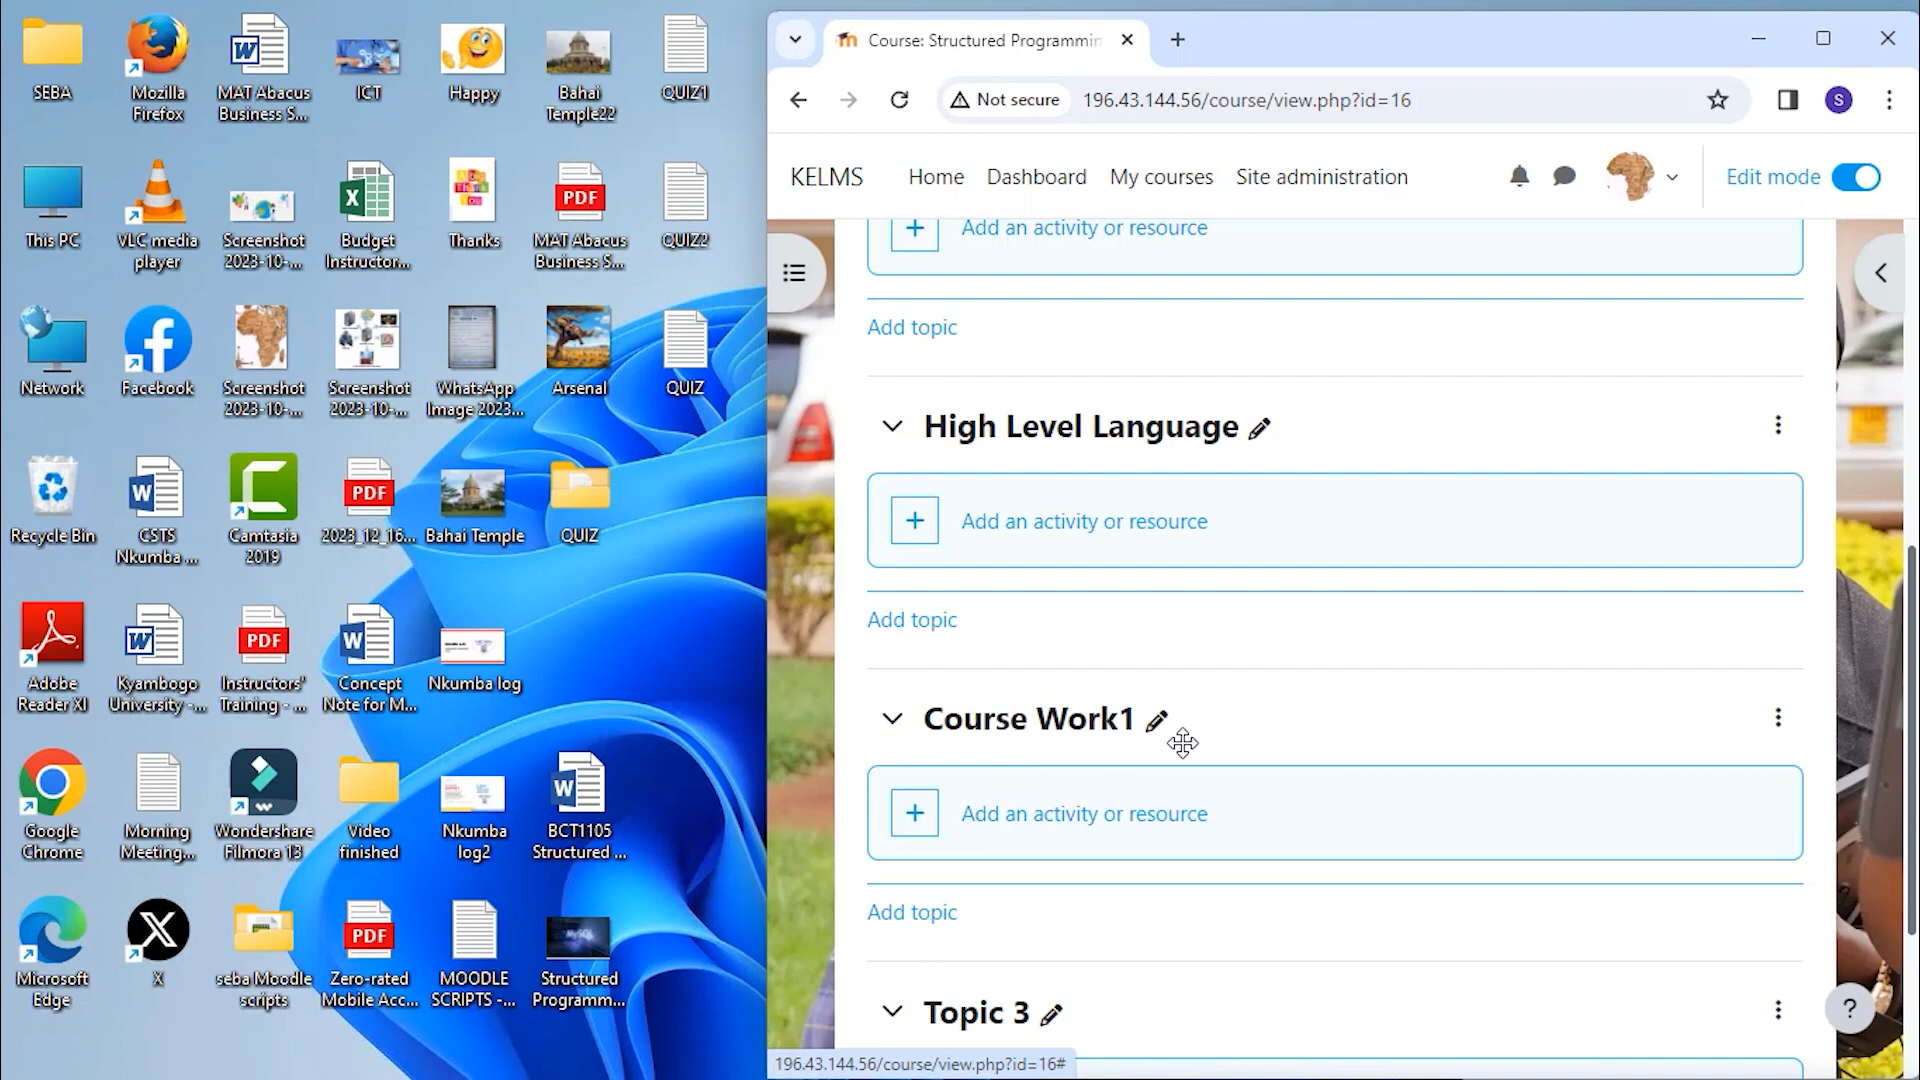 SEBA
Mozilla
Firefox
MAT Abacus
Business S...
ICT
Happy
Bahai
Temple22
QUIZ1
This PC
VLC media
player
Screenshot
2023-10-...
Budget
Instructor...
Thanks
PDF
MAT Abacus
Business S...
QUIZ2
Network
Facebook
Screenshot
2023-10-...
Screenshot
2023-10-...
WhatsApp
Image 2023...
Arsenal
QUIZ
Recycle Bin
CSTS
Nkumba ...
Camtasia
2019
PDF
2023_12_16...
Bahai Temple
QUIZ
Adobe
Reader XI
Kyambogo
University -...
PDF
Instructors'
Training - ...
Concept
Note for M...
Nkumba log
Google
Chrome
Morning
Meeting...
Wondershare
Filmora 13
Video
finished
Nkumba
log2
BCT1105
Structured ...
Microsoft
Edge
X
seba Moodle
scripts
PDF
Zero-rated
Mobile Acc...
MOODLE
SCRIPTS -...
MySQL
Structured
Programm...
Course: Structured Programmin
Not secure
196.43.144.56/course/view.php?id=16
S
KELMS
Home
Dashboard
My courses
Site administration
Edit mode
Add an activity or resource
Add topic
High Level Language
Add an activity or resource
Add topic
Course Work1
Add an activity or resource
Add topic
Topic 3
?
196.43.144.56/course/view.php?id=16#